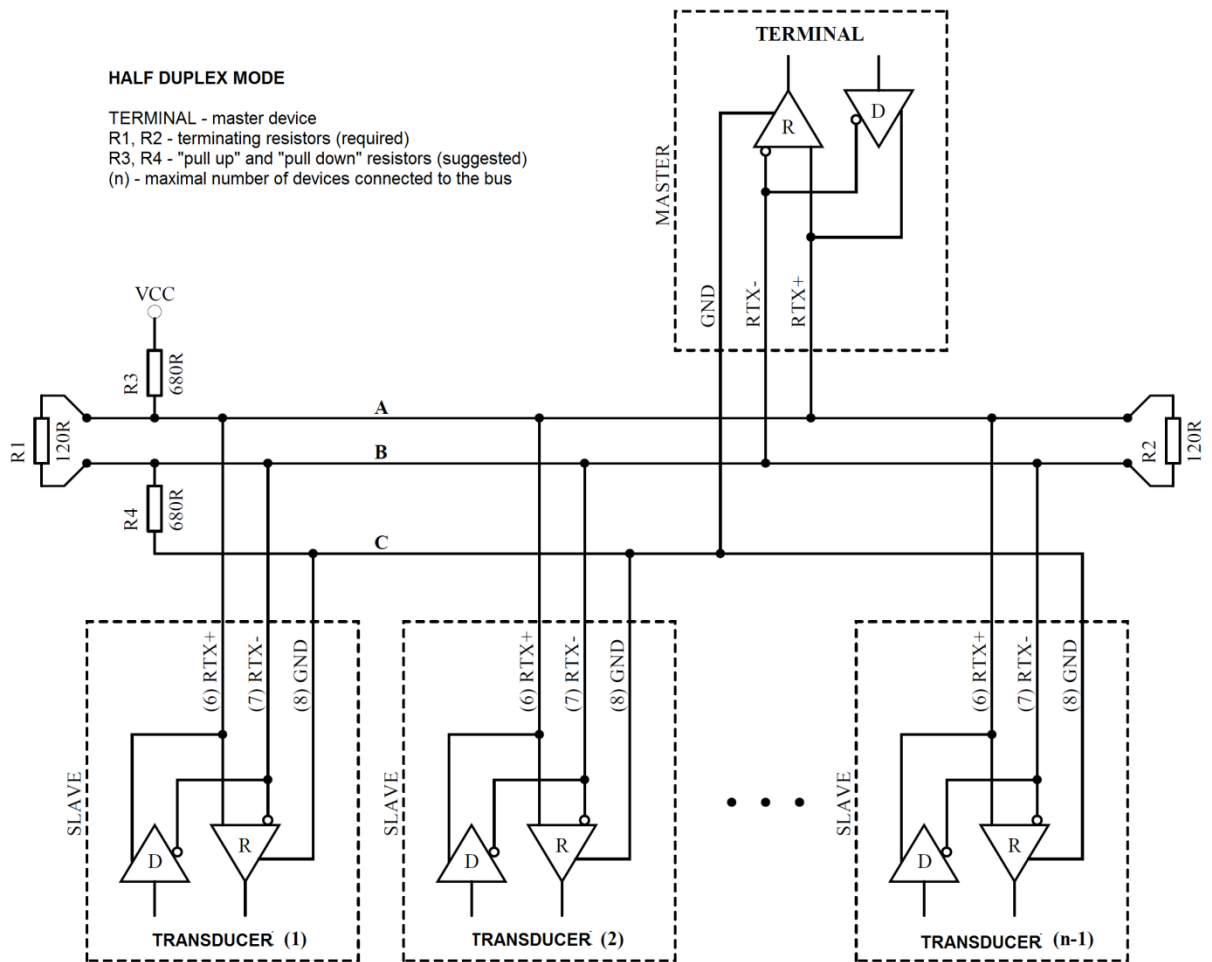 TERMINAL
HALF DUPLEX MODE
TERMINAL - master device
R1, R2 - terminating resistors (required)
R3, R4 - "pull up" and "pull down" resistors (suggested)
(n) - maximal number of devices connected to the bus
R
D
MASTER
GND
RTX-
RTX+
VCC
R3
680R
A
R1
120R
B
R2
120R
R4
680R
C
(6) RTX+
(7) RTX-
(8) GND
(6) RTX+
(7) RTX-
(8) GND
(6) RTX+
(7) RTX-
(8) GND
SLAVE
D
R
SLAVE
D
R
• • •
SLAVE
D
R
TRANSDUCER (1)
TRANSDUCER (2)
TRANSDUCER (n-1)